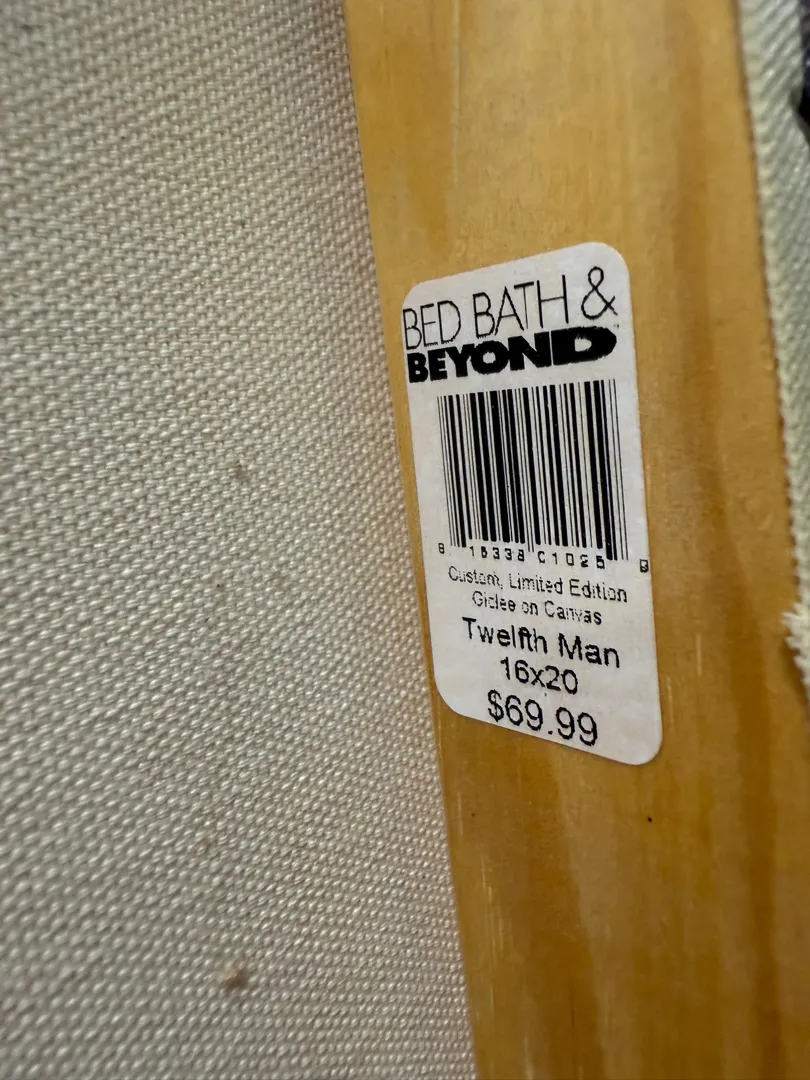 BED BATH &
BEYOND
Custom, Limited Edition
Giclee on Canvas
Twelfth Man
16x20
$69.99